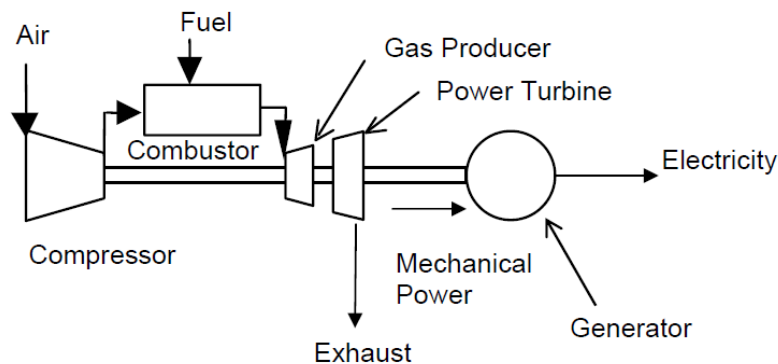 Air
Fuel
Gas Producer
Power Turbine
Combustor
Electricity
Compressor
Mechanical
Power
Generator
Exhaust